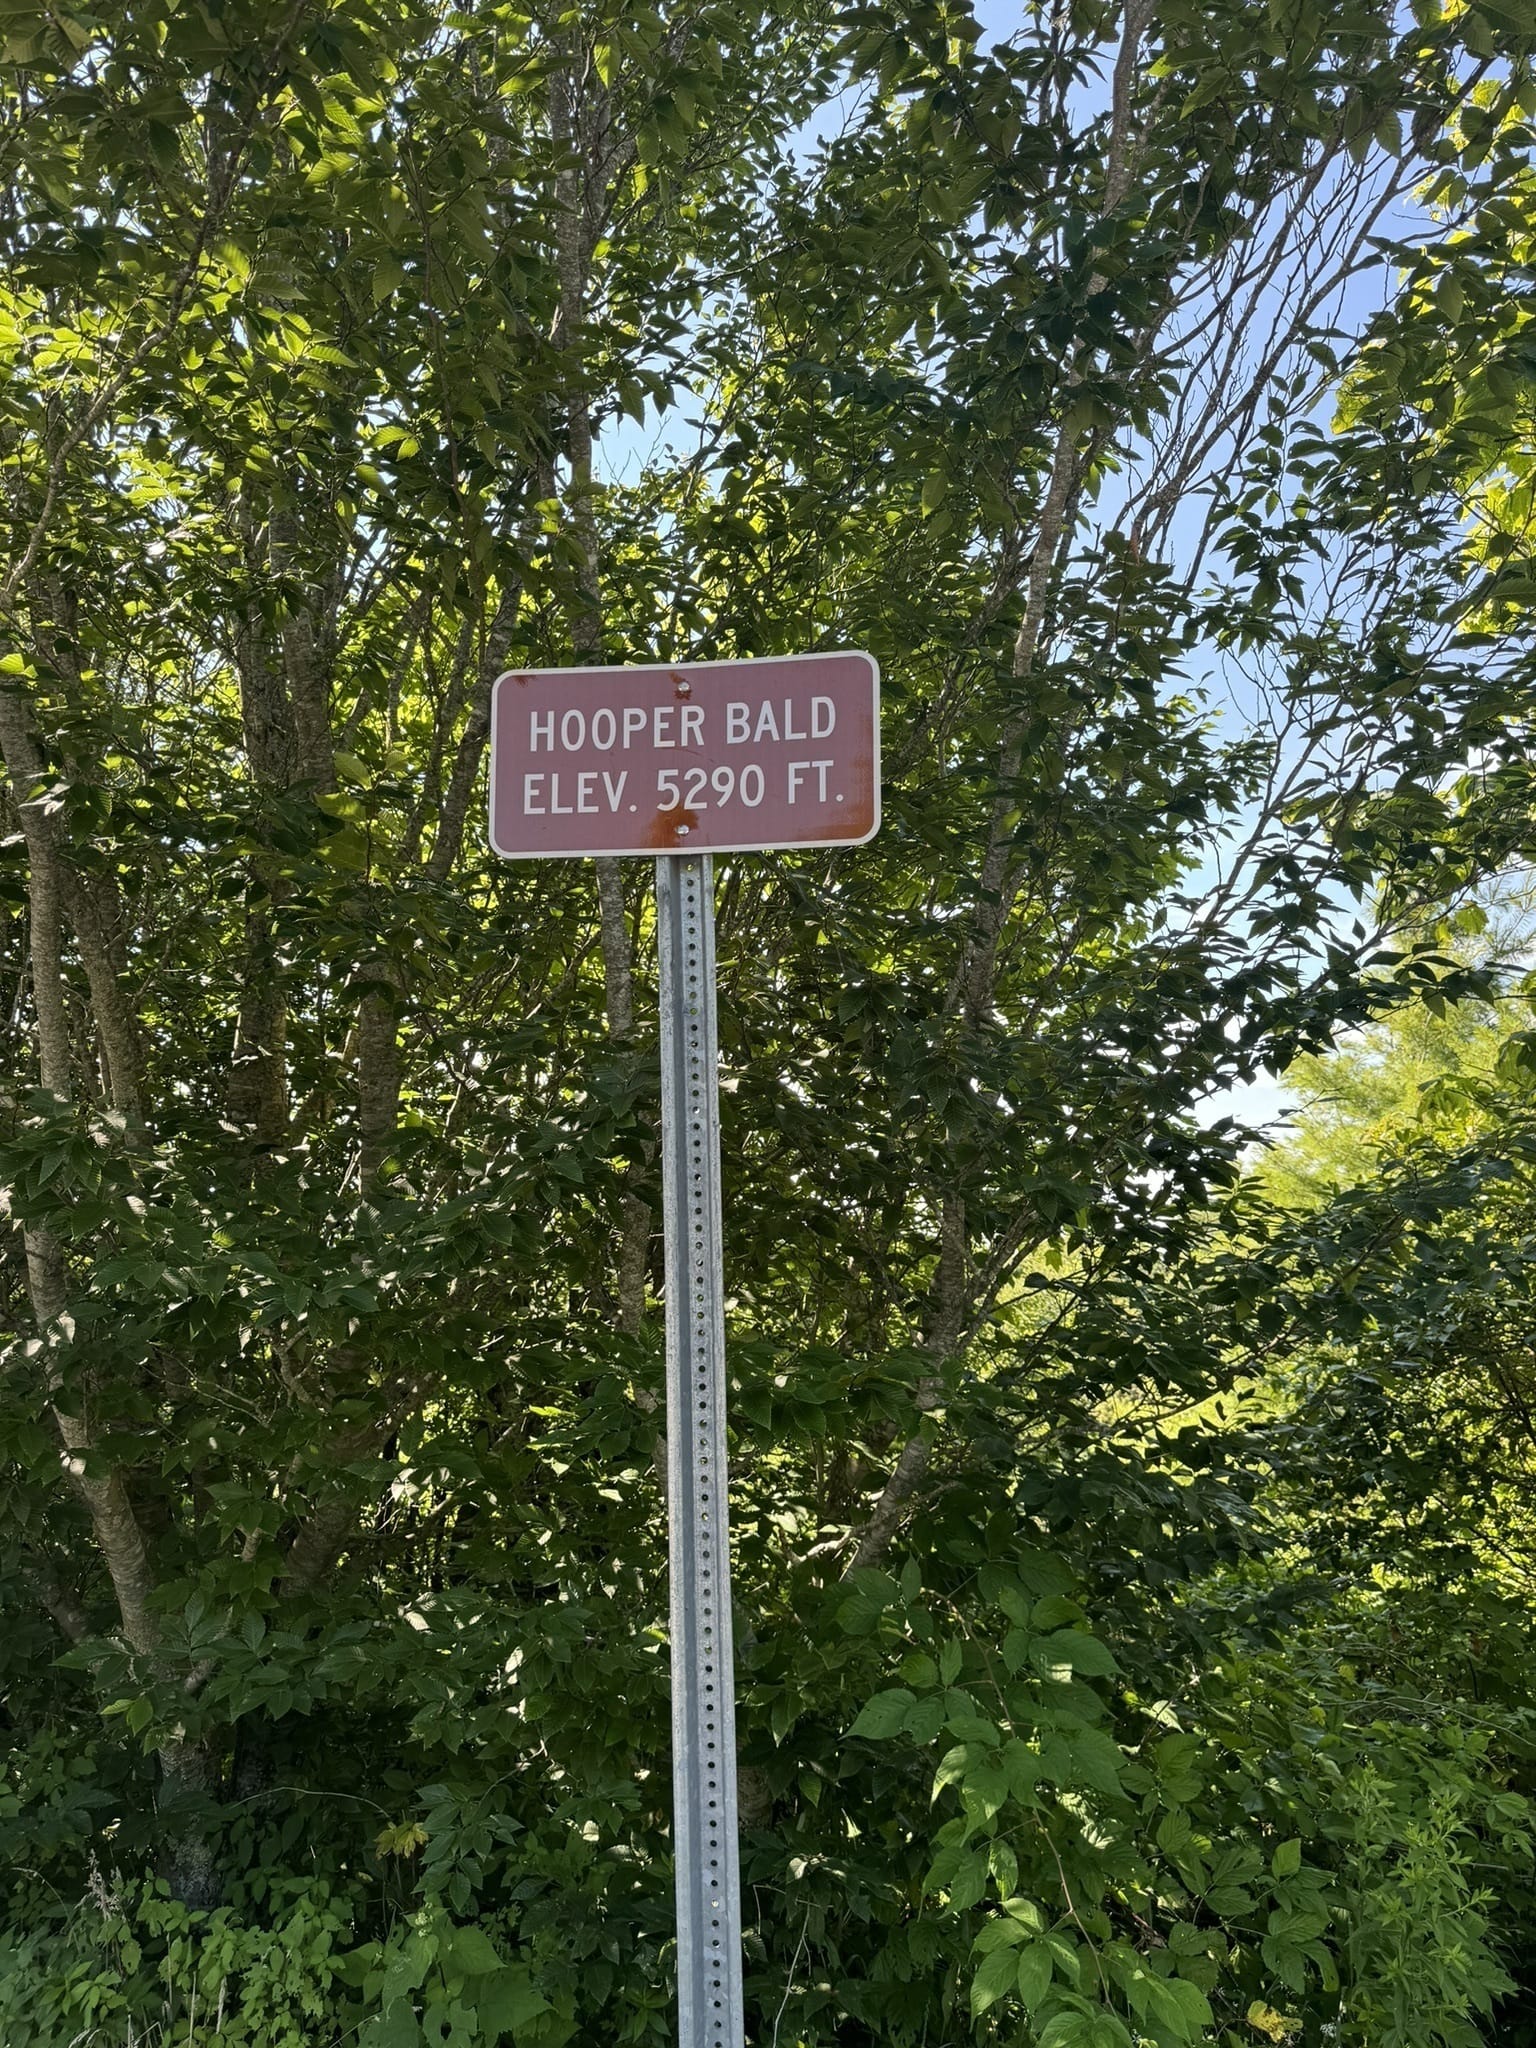 HOOPER BALD
ELEV. 5290 FT.